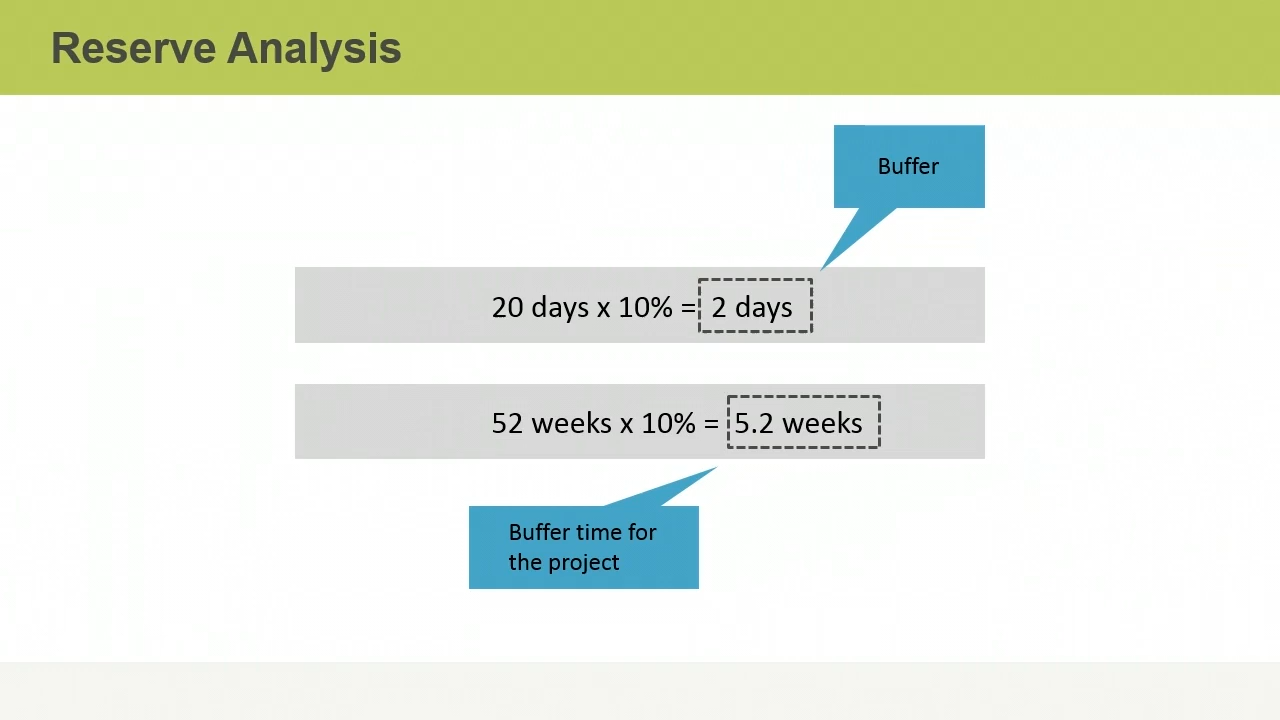 Reserve Analysis
Buffer
20 days x 10% = 2 days
52 weeks x 10% = 5.2 weeks
Buffer time for
the project